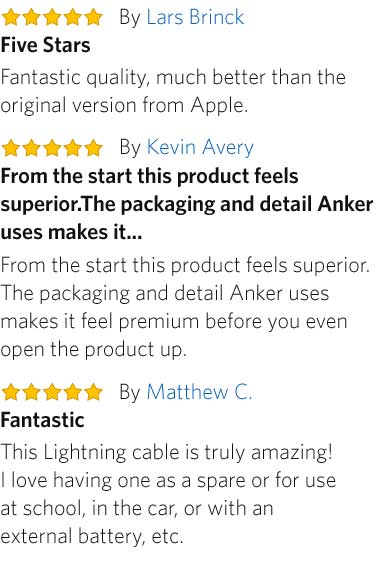 By Lars Brinck
Five Stars
Fantastic quality, much better than the
original version from Apple.
By Kevin Avery
From the start this product feels
superior.The packaging and detail Anker
uses makes it...
From the start this product feels superior.
The packaging and detail Anker uses
makes it feel premium before you even
open the product up.
By Matthew C.
Fantastic
This Lightning cable is truly amazing!
I love having one as a spare or for use
at school, in the car, or with an
external battery, etc.